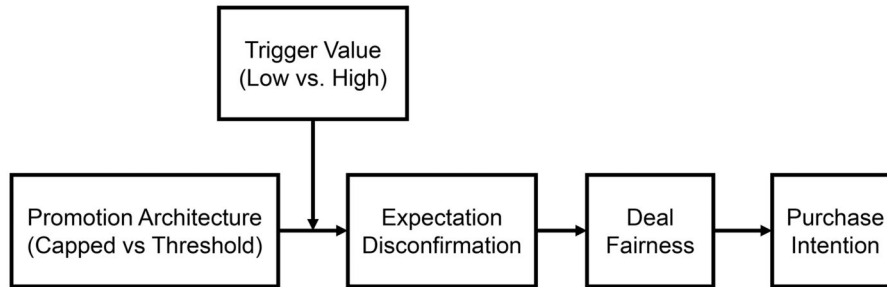 Trigger Value
(Low vs. High)
Promotion Architecture
(Capped vs Threshold)
Expectation
Disconfirmation
Deal
Fairness
Purchase
Intention